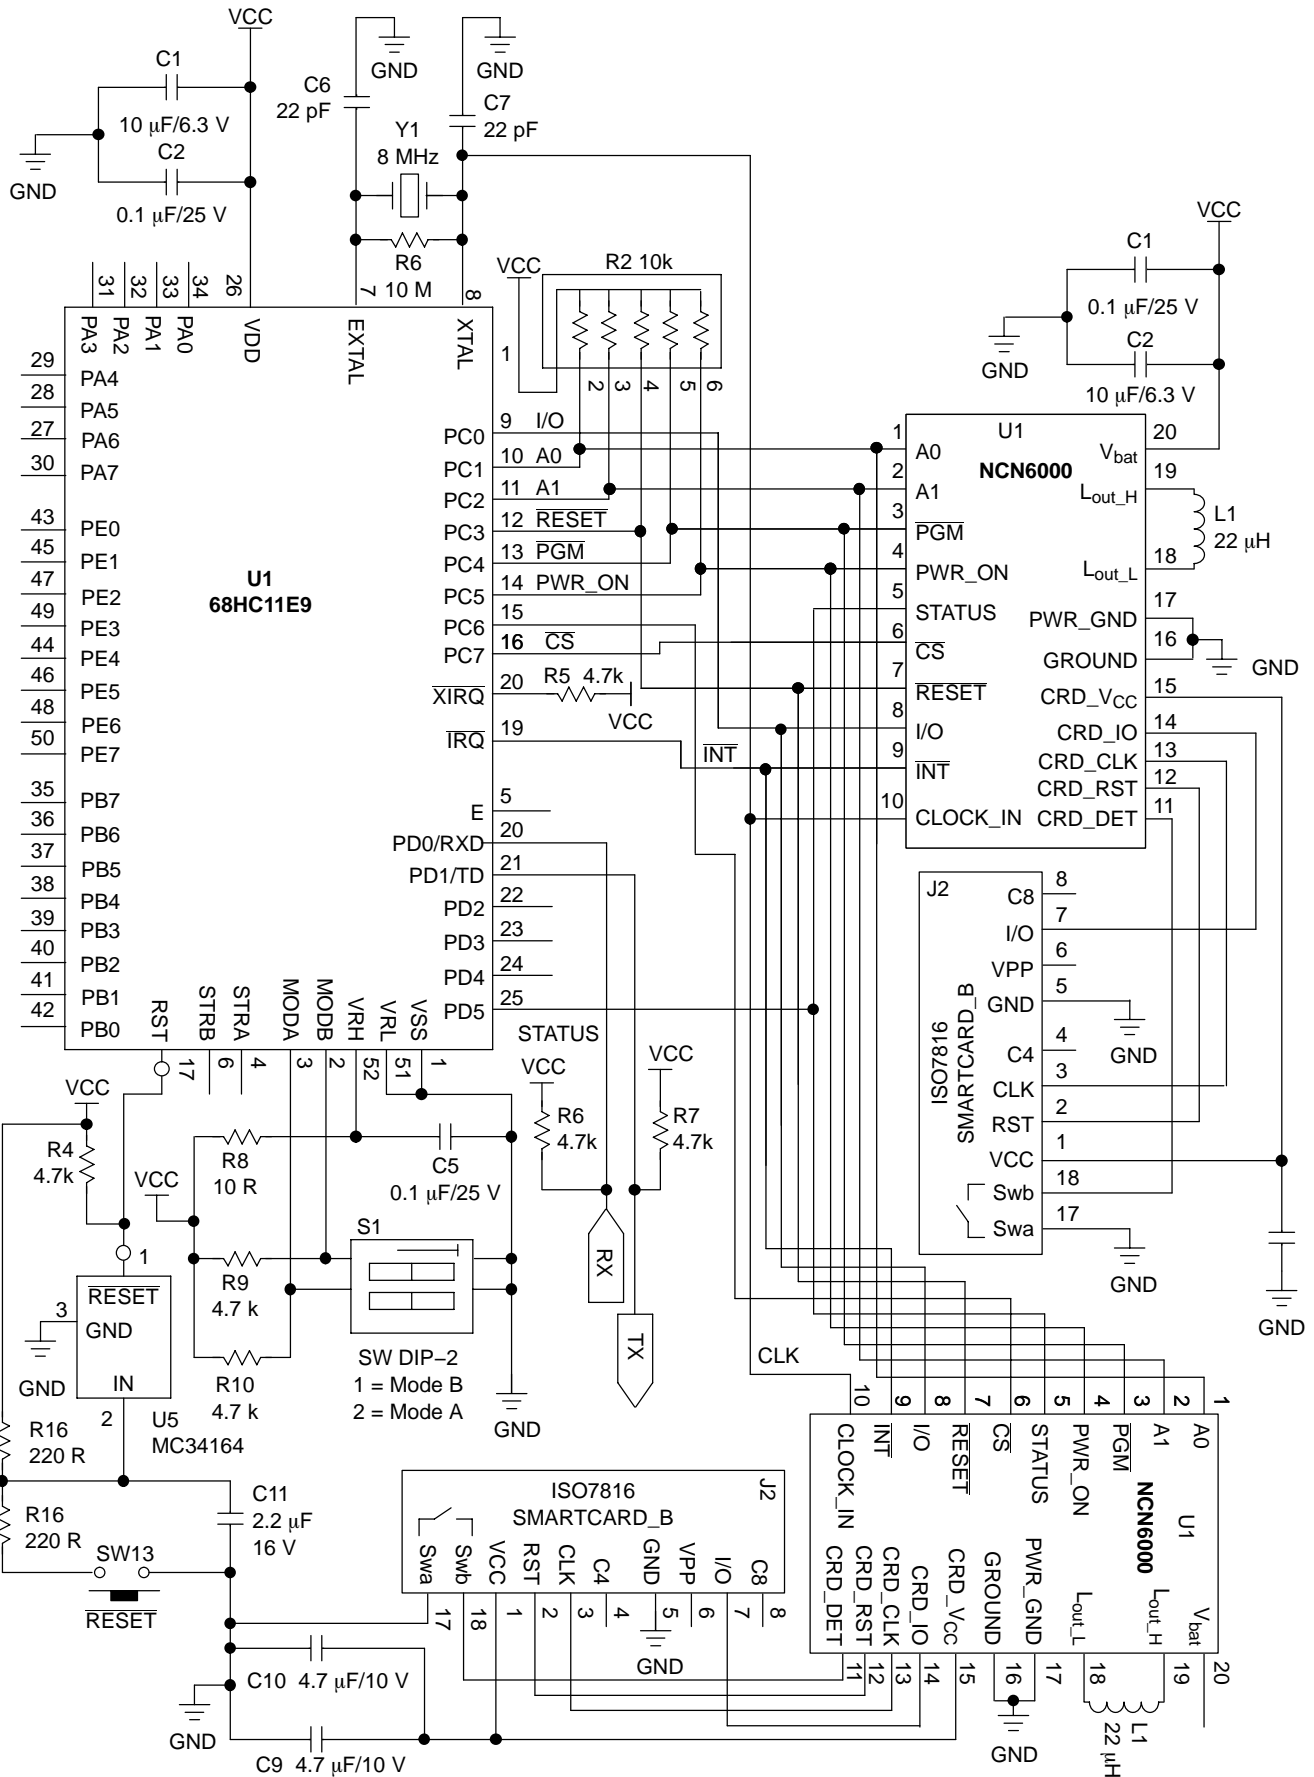 VCC
C1
10 µF/6.3 V
C2
0.1 µF/25 V
GND
C6
22 pF
GND
GND
C7
22 pF
Y1
8 MHz
R6
10 M
VCC
R2 10k
1
2
3
4
5
6
VCC
C1
0.1 µF/25 V
C2
10 µF/6.3 V
GND
31
32
33
34
26
7
8
PA3
PA2
PA1
PA0
VDD
EXTAL
XTAL
29
PA4
28
PA5
27
PA6
30
PA7
43
PE0
45
PE1
47
PE2
49
PE3
44
PE4
46
PE5
48
PE6
50
PE7
35
PB7
36
PB6
37
PB5
38
PB4
39
PB3
40
PB2
41
PB1
42
PB0
U1
68HC11E9
PC0 9 I/O
PC1 10 A0
PC2 11 A1
PC3 12 RESET
PC4 13 PGM
PC5 14 PWR_ON
PC6 15
PC7 16 CS
XIRQ 20
R5 4.7k
VCC
IRQ 19
INT
E 5
PD0/RXD 20
PD1/TD 21
PD2 22
PD3 23
PD4 24
PD5 25
STATUS
RST
STRB
STRA
MODA
MODB
VRH
VRL
VSS
17
6
4
3
2
52
51
1
U1
NCN6000
1 A0
2 A1
3 PGM
4 PWR_ON
5 STATUS
6 CS
7 RESET
8 I/O
9 INT
10 CLOCK_IN
Vbat 20
Lout_H 19
Lout_L 18
L1
22 µH
PWR_GND 17
GROUND 16
GND
CRD_VCC 15
CRD_IO 14
CRD_CLK 13
CRD_RST 12
CRD_DET 11
J2
ISO7816
SMARTCARD_B
C8 8
I/O 7
VPP 6
GND 5
GND
C4 4
CLK 3
RST 2
VCC 1
Swb 18
Swa 17
GND
GND
VCC
R4
4.7k
VCC
R8
10 R
C5
0.1 µF/25 V
R9
4.7 k
R10
4.7 k
S1
SW DIP–2
1 = Mode B
2 = Mode A
GND
VCC
R6
4.7k
VCC
R7
4.7k
RX
TX
1
RESET
3
GND
GND
IN
2
U5
MC34164
R16
220 R
R16
220 R
SW13
RESET
C11
2.2 µF
16 V
GND
C10 4.7 µF/10 V
C9 4.7 µF/10 V
ISO7816
SMARTCARD_B
J2
Swa
Swb
VCC
RST
CLK
C4
GND
VPP
I/O
C8
17
18
1
2
3
4
5
6
7
8
GND
CLK
10
9
8
7
6
5
4
3
2
1
CLOCK_IN
INT
I/O
RESET
CS
STATUS
PWR_ON
PGM
A1
A0
NCN6000
U1
CRD_DET
CRD_RST
CRD_CLK
CRD_IO
CRD_VCC
GROUND
PWR_GND
Lout_L
Lout_H
Vbat
11
12
13
14
15
16
17
18
19
20
GND
L1
22 µH